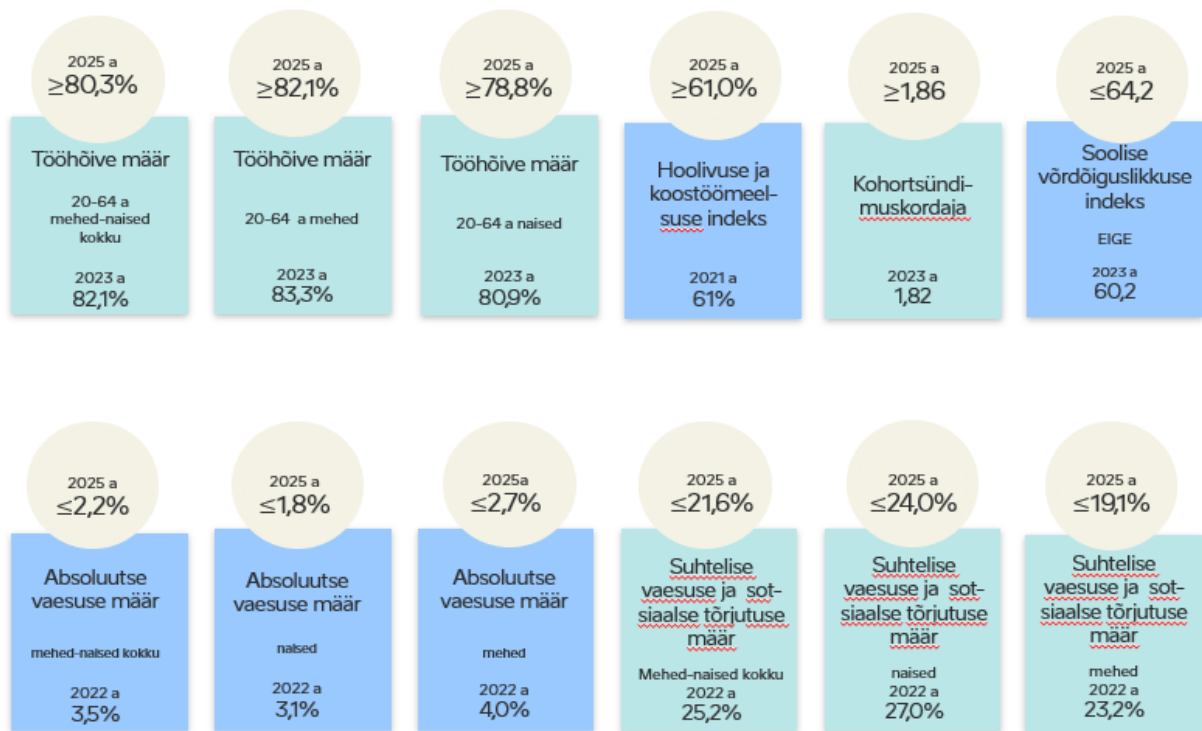 2025 a
≥80,3%
Tööhõive määr
20-64 a
mehed-naised
kokku
2023 a
82,1%
2025 a
≥82,1%
Tööhõive määr
20-64 a mehed
2023 a
83,3%
2025 a
≥78,8%
Tööhõive määr
20-64 a naised
2023 a
80,9%
2025 a
≥61,0%
Hoolivuse ja
koostöömeel-
suse indeks
2021 a
61%
2025 a
≥1,86
Kohortsündi-
muskordaja
2023 a
1,82
2025 a
≤64,2
Soolise
võrdõiguslikkuse
indeks
EIGE
2023 a
60,2
2025 a
≤2,2%
Absoluutse
vaesuse määr
mehed-naised kokku
2022 a
3,5%
2025 a
≤1,8%
Absoluutse
vaesuse määr
naised
2022 a
3,1%
2025a
≤2,7%
Absoluutse
vaesuse määr
mehed
2022 a
4,0%
2025 a
≤21,6%
Suhtelise
vaesuse ja sot-
siaalse tõrjutuse
määr
Mehed-naised kokku
2022 a
25,2%
2025 a
≤24,0%
Suhtelise
vaesuse ja sot-
siaalse tõrjutuse
määr
naised
2022 a
27,0%
2025 a
≤19,1%
Suhtelise
vaesuse ja sot-
siaalse tõrjutuse
määr
mehed
2022 a
23,2%